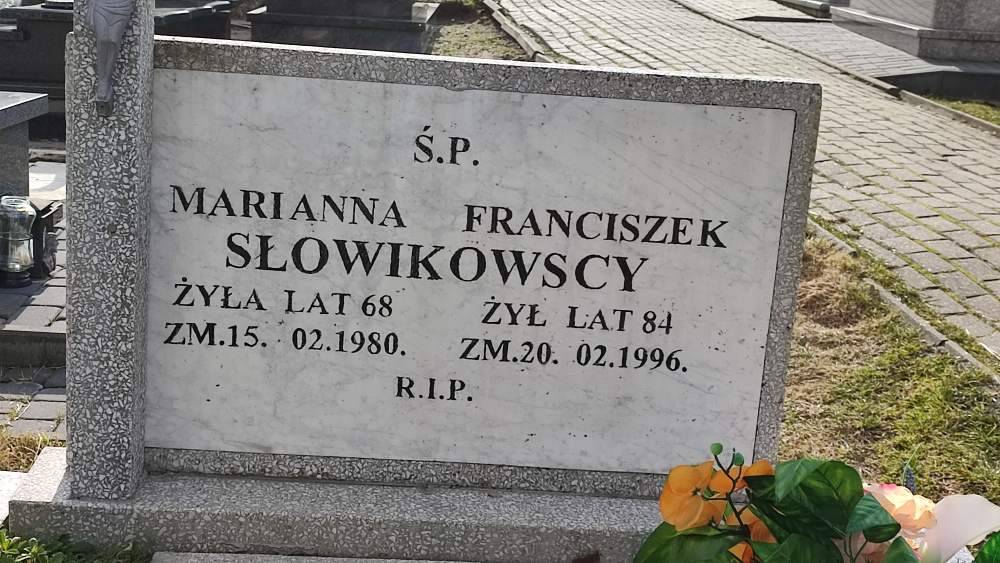 Ś.P.
MARIANNA FRANCISZEK
SŁOWIKOWSCY
ŻYŁA LAT 68 ŻYŁ LAT 84
ZM.15. 02.1980. ZM.20. 02.1996.
R.I.P.